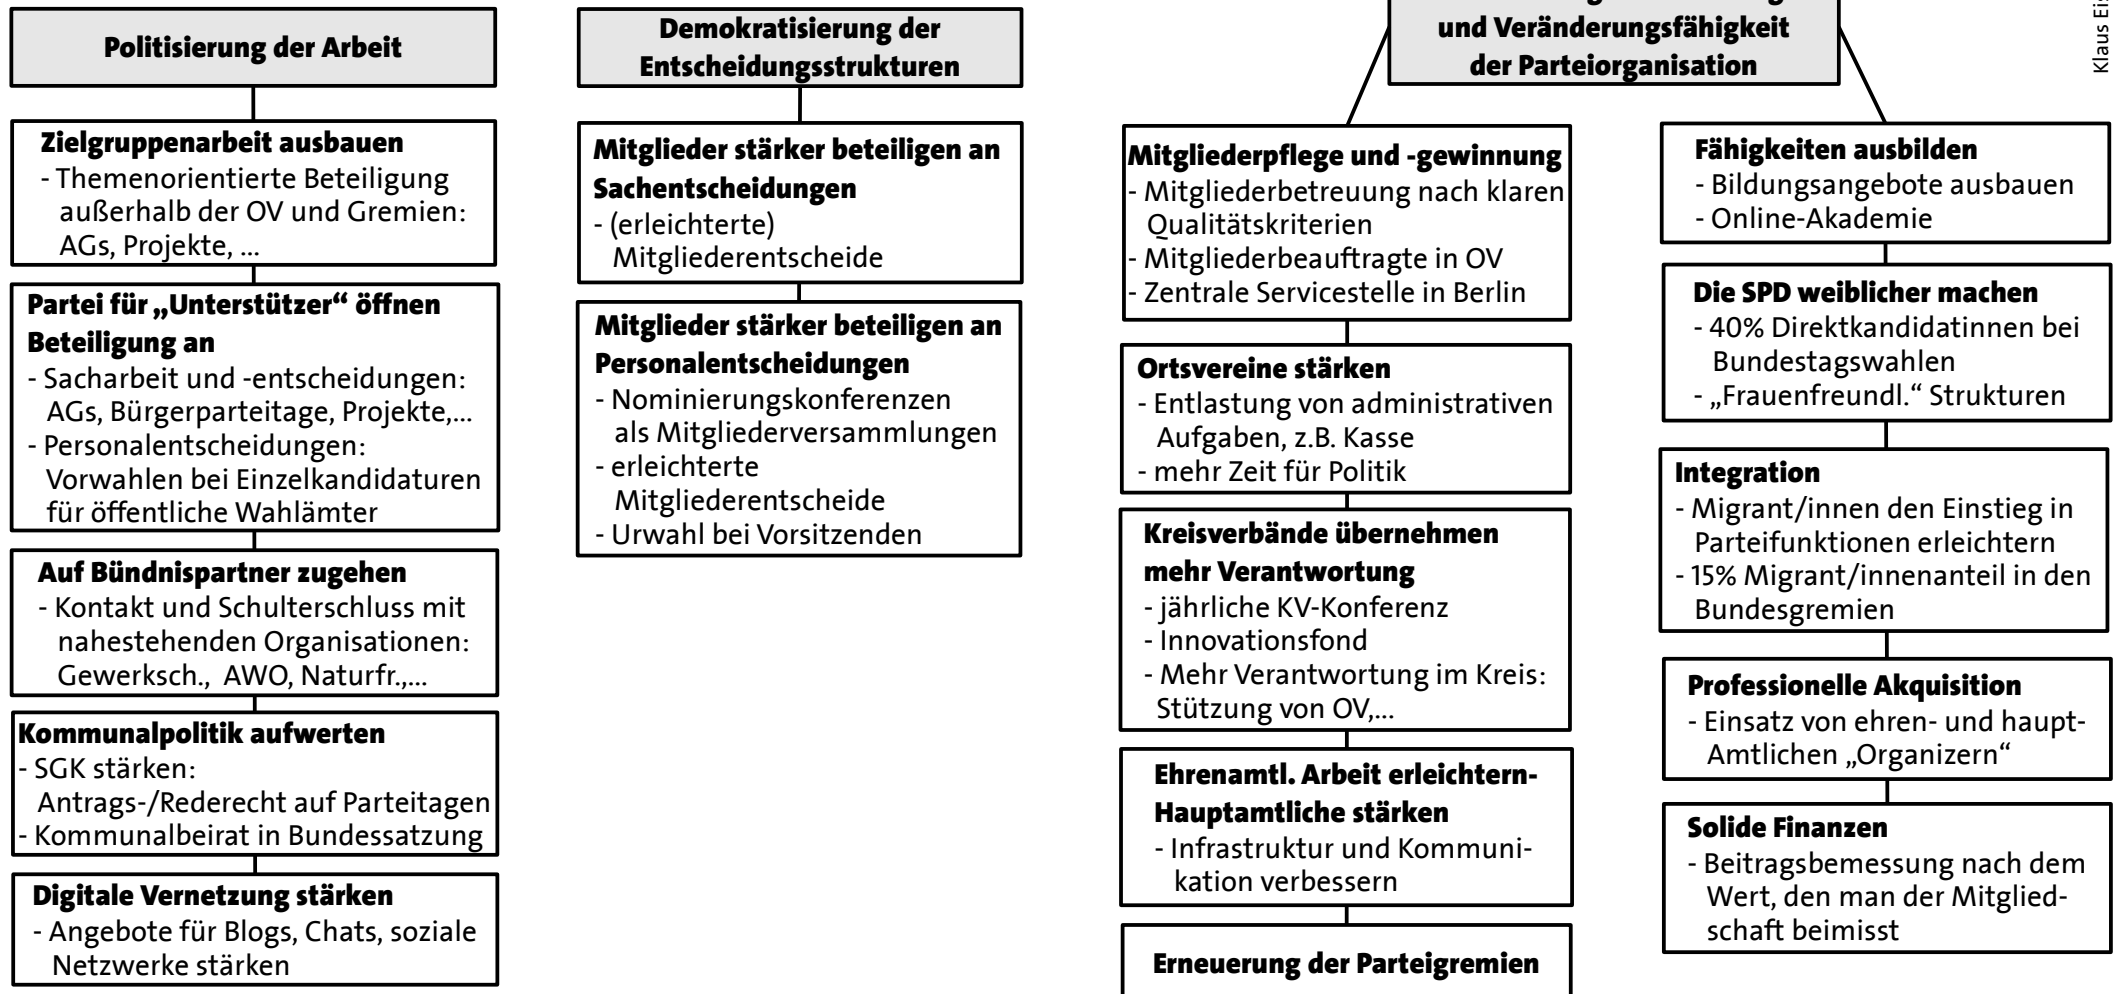 Politisierung der Arbeit
Zielgruppenarbeit ausbauen
- Themenorientierte Beteiligung
außerhalb der OV und Gremien:
AGs, Projekte, ...
Partei für „Unterstützer“ öffnen
Beteiligung an
- Sacharbeit und -entscheidungen:
AGs, Bürgerparteitage, Projekte,...
- Personalentscheidungen:
Vorwahlen bei Einzelkandidaturen
für öffentliche Wahlämter
Auf Bündnispartner zugehen
- Kontakt und Schulterschluss mit
nahestehenden Organisationen:
Gewerksch., AWO, Naturfr.,...
Kommunalpolitik aufwerten
- SGK stärken:
Antrags-/Rederecht auf Parteitagen
- Kommunalbeirat in Bundessatzung
Digitale Vernetzung stärken
- Angebote für Blogs, Chats, soziale
Netzwerke stärken
Demokratisierung der
Entscheidungsstrukturen
Mitglieder stärker beteiligen an
Sachentscheidungen
- (erleichterte)
Mitgliederentscheide
Mitglieder stärker beteiligen an
Personalentscheidungen
- Nominierungskonferenzen
als Mitgliederversammlungen
- erleichterte
Mitgliederentscheide
- Urwahl bei Vorsitzenden
und Veränderungsfähigkeit
der Parteiorganisation
Mitgliederpflege und -gewinnung
- Mitgliederbetreuung nach klaren
Qualitätskriterien
- Mitgliederbeauftragte in OV
- Zentrale Servicestelle in Berlin
Ortsvereine stärken
- Entlastung von administrativen
Aufgaben, z.B. Kasse
- mehr Zeit für Politik
Kreisverbände übernehmen
mehr Verantwortung
- jährliche KV-Konferenz
- Innovationsfond
- Mehr Verantwortung im Kreis:
Stützung von OV,...
Ehrenamtl. Arbeit erleichtern-
Hauptamtliche stärken
- Infrastruktur und Kommuni-
kation verbessern
Erneuerung der Parteigremien
Fähigkeiten ausbilden
- Bildungsangebote ausbauen
- Online-Akademie
Die SPD weiblicher machen
- 40% Direktkandidatinnen bei
Bundestagswahlen
- „Frauenfreundl.“ Strukturen
Integration
- Migrant/innen den Einstieg in
Parteifunktionen erleichtern
- 15% Migrant/innenanteil in den
Bundesgremien
Professionelle Akquisition
- Einsatz von ehren- und haupt-
Amtlichen „Organizern“
Solide Finanzen
- Beitragsbemessung nach dem
Wert, den man der Mitglied-
schaft beimisst
Klaus